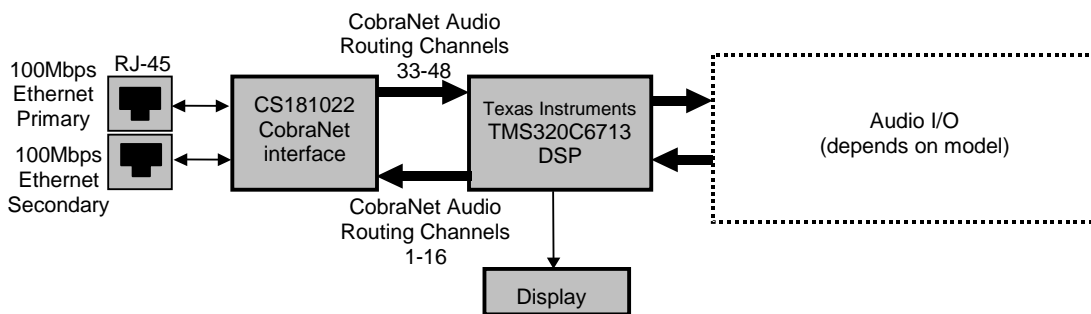 100Mbps
Ethernet
Primary
RJ-45
100Mbps
Ethernet
Secondary
CS181022
CobraNet
interface
CobraNet Audio
Routing Channels
33-48
CobraNet Audio
Routing Channels
1-16
Texas Instruments
TMS320C6713
DSP
Display
Audio I/O
(depends on model)